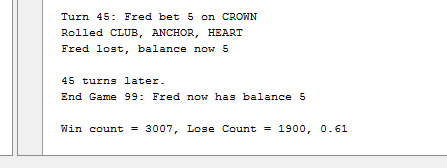 Turn 45: Fred bet 5 on CROWN
Rolled CLUB, ANCHOR, HEART
Fred lost, balance now 5
45 turns later.
End Game 99: Fred now has balance 5
Win count = 3007, Lose Count = 1900, 0.61